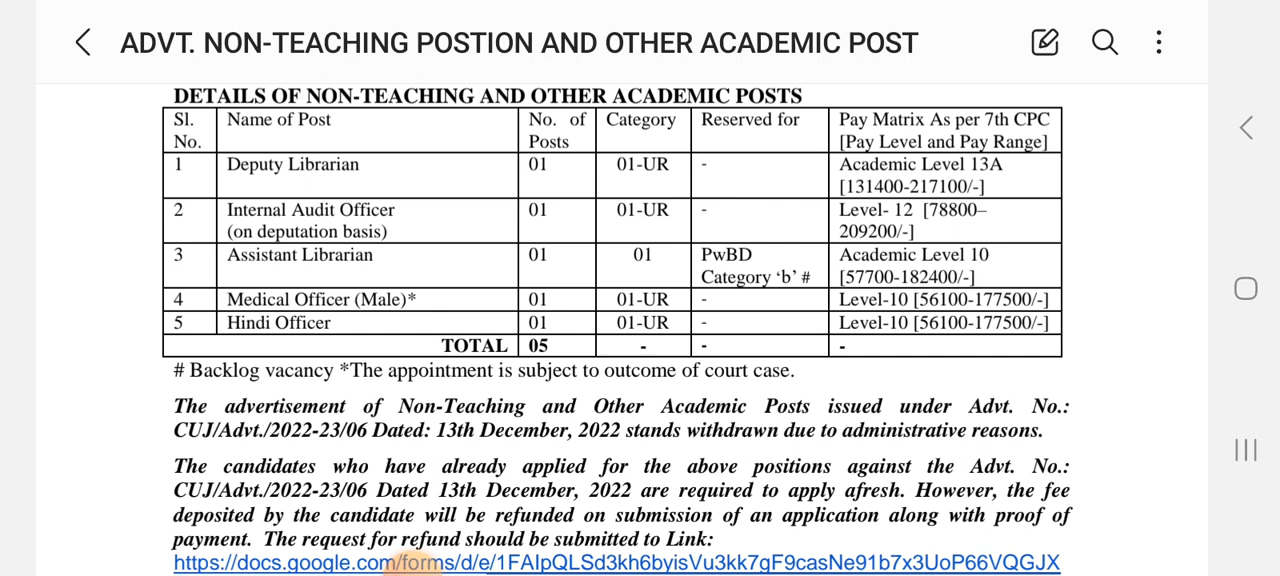 ADVT. NON-TEACHING POSTION AND OTHER ACADEMIC POST
DETAILS OF NON-TEACHING AND OTHER ACADEMIC POSTS
Sl. No. Name of Post No. of Posts Category Reserved for Pay Matrix As per 7th CPC [Pay Level and Pay Range]
1 Deputy Librarian 01 01-UR - Academic Level 13A [131400-217100/-]
2 Internal Audit Officer (on deputation basis) 01 01-UR - Level- 12 [78800–209200/-]
3 Assistant Librarian 01 01 PwBD Category ‘b’ # Academic Level 10 [57700-182400/-]
4 Medical Officer (Male)* 01 01-UR - Level-10 [56100-177500/-]
5 Hindi Officer 01 01-UR - Level-10 [56100-177500/-]
TOTAL 05 - - -
# Backlog vacancy *The appointment is subject to outcome of court case.
The advertisement of Non-Teaching and Other Academic Posts issued under Advt. No.:
CUJ/Advt./2022-23/06 Dated: 13th December, 2022 stands withdrawn due to administrative reasons.
The candidates who have already applied for the above positions against the Advt. No.:
CUJ/Advt./2022-23/06 Dated 13th December, 2022 are required to apply afresh. However, the fee
deposited by the candidate will be refunded on submission of an application along with proof of
payment. The request for refund should be submitted to Link:
https://docs.google.com/forms/d/e/1FAIpQLSd3kh6byisVu3kk7gF9casNe91b7x3UoP66VQGJX